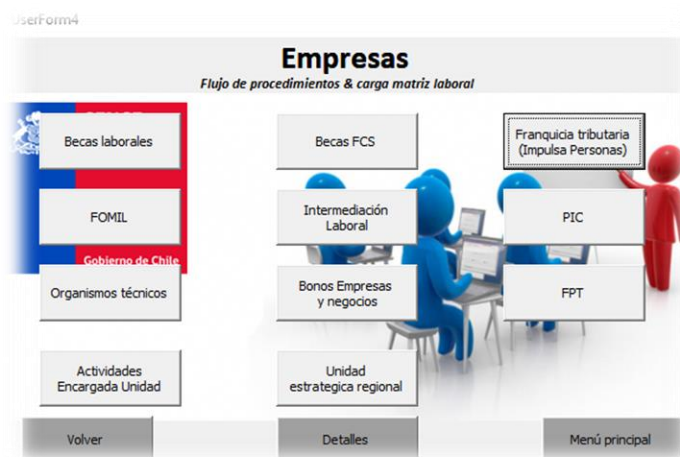 UserForm4
Empresas
Flujo de procedimientos & carga matriz laboral
Becas laborales
Becas FCS
Franquicia tributaria
(Impulsa Personas)
FOMIL
Intermediación
Laboral
PIC
Gobierno de Chile
Organismos técnicos
Bonos Empresas
y negocios
FPT
Actividades
Encargada Unidad
Unidad
estrategica regional
Volver
Detalles
Menú principal